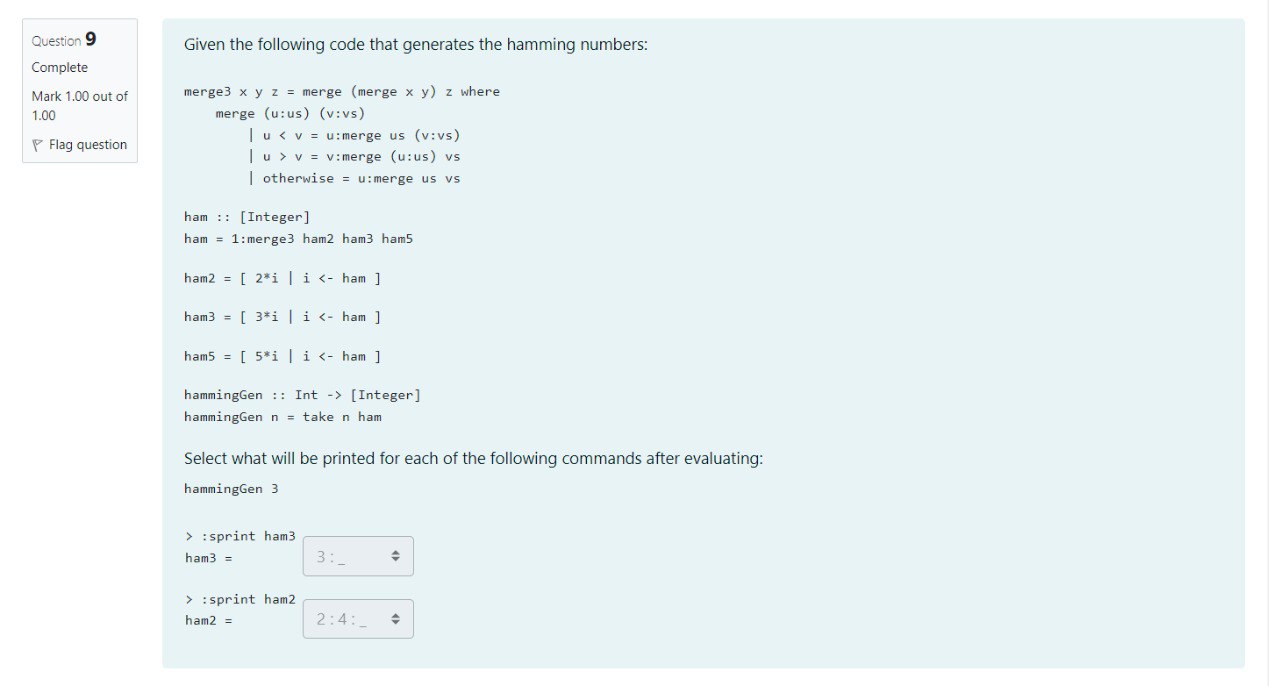 Question 9
Complete
Mark 1.00 out of
1.00
Flag question
Given the following code that generates the hamming numbers:
merge3 x y z = merge (merge x y) z where
    merge (u:us) (v:vs)
        | u < v = u:merge us (v:vs)
        | u > v = v:merge (u:us) vs
        | otherwise = u:merge us vs
ham :: [Integer]
ham = 1:merge3 ham2 ham3 ham5
ham2 = [ 2*i | i <- ham ]
ham3 = [ 3*i | i <- ham ]
ham5 = [ 5*i | i <- ham ]
hammingGen :: Int -> [Integer]
hammingGen n = take n ham
Select what will be printed for each of the following commands after evaluating:
hammingGen 3
> :sprint ham3
ham3 = 3:_
> :sprint ham2
ham2 = 2:4:_